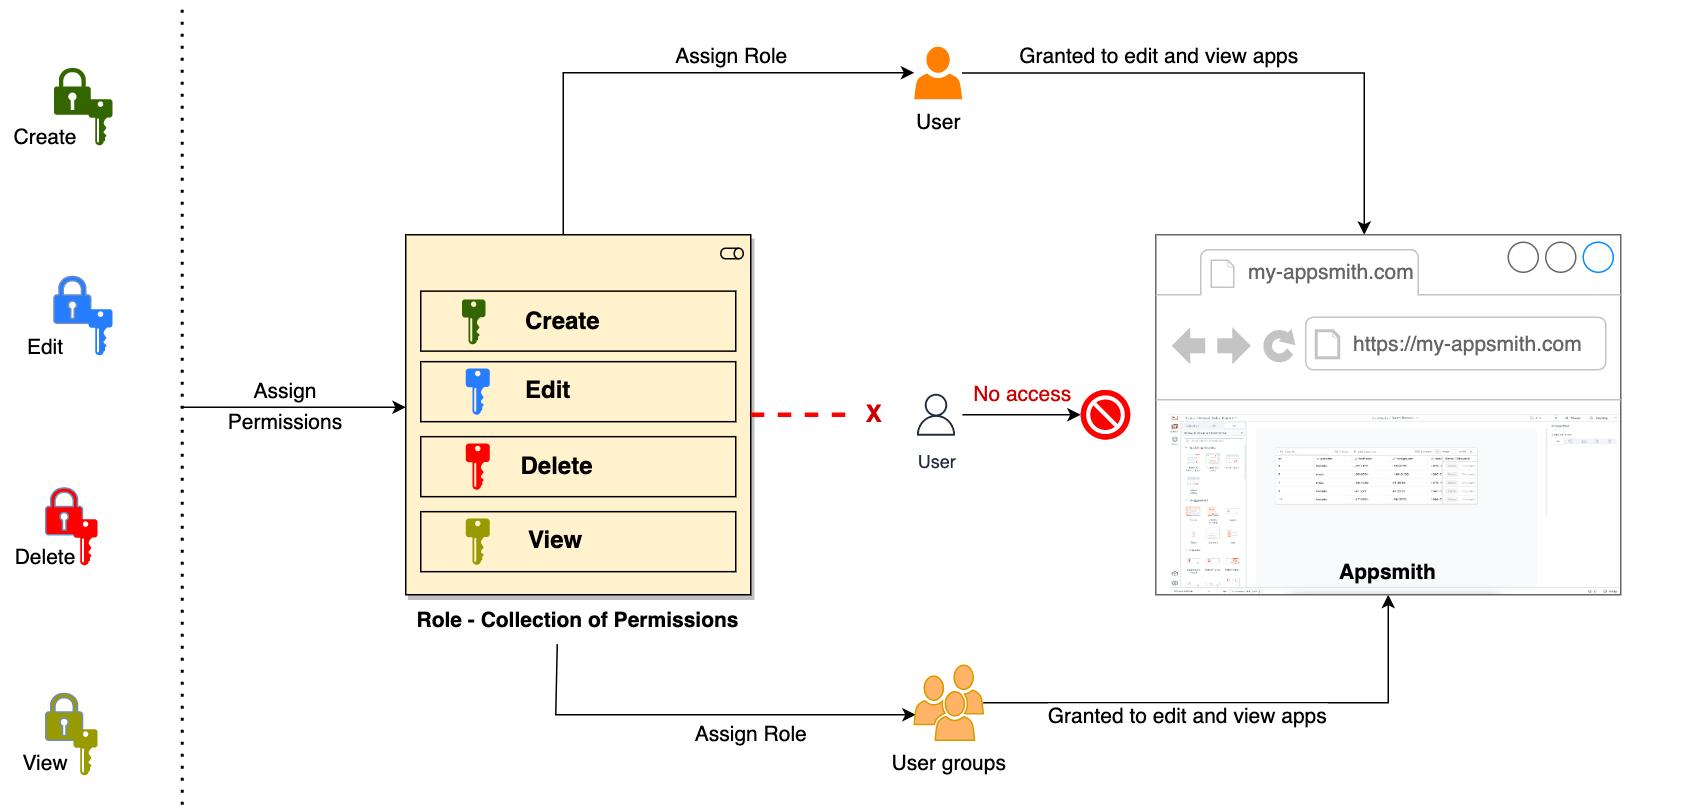 Create
Edit
Delete
View
Assign
Permissions
Create
Edit
Delete
View
Role - Collection of Permissions
Assign Role
User
Granted to edit and view apps
X
User
No access
Assign Role
User groups
Granted to edit and view apps
my-appsmith.com
https://my-appsmith.com
Appsmith